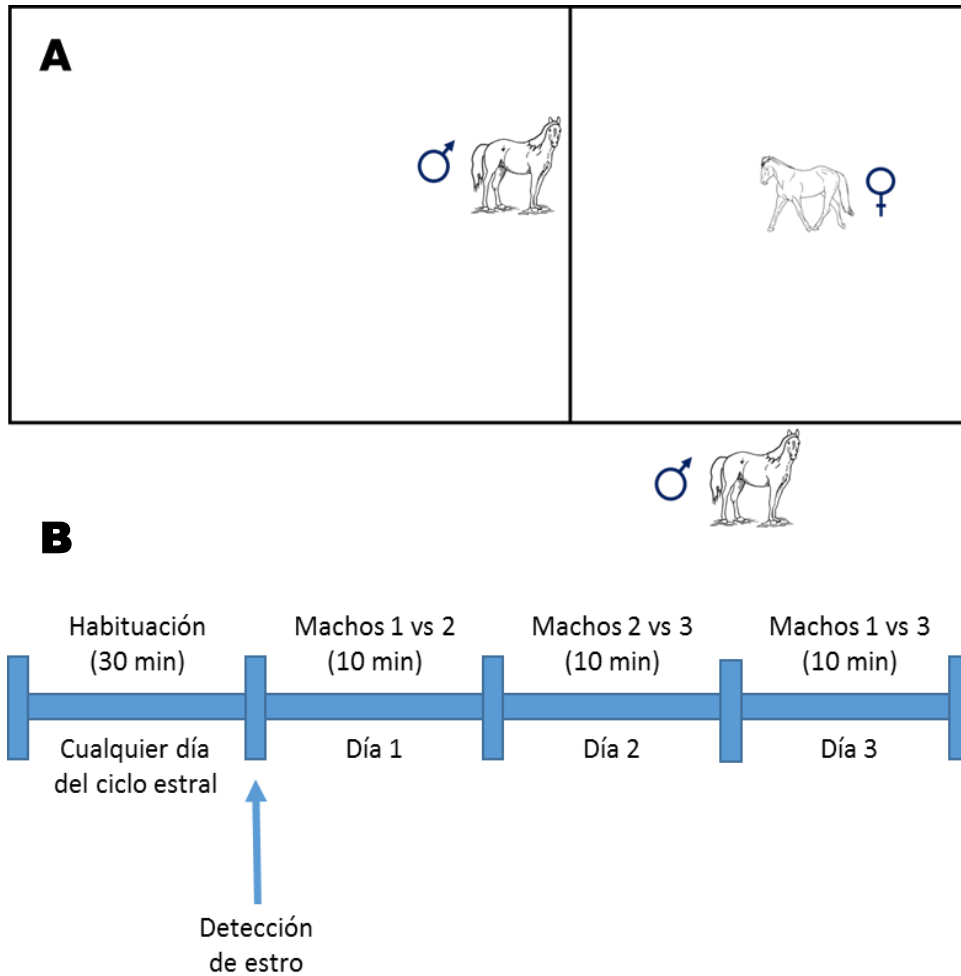 A
B
Habituación
(30 min)
Machos 1 vs 2
(10 min)
Machos 2 vs 3
(10 min)
Machos 1 vs 3
(10 min)
Cualquier día
del ciclo estral
Día 1
Día 2
Día 3
Detección
de estro